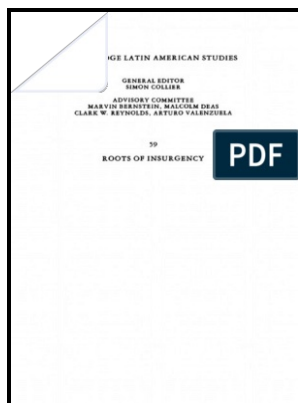 OGE LATIN AMERICAN STUDIES
GENERAL EDITOR
SIMON COLLIER
ADVISORY COMMITTEE
MARVIN BERNSTEIN, MALCOLM DEAS
CLARK W. REYNOLDS, ARTURO VALENZUELA
59
ROOTS OF INSURGENCY
PDF